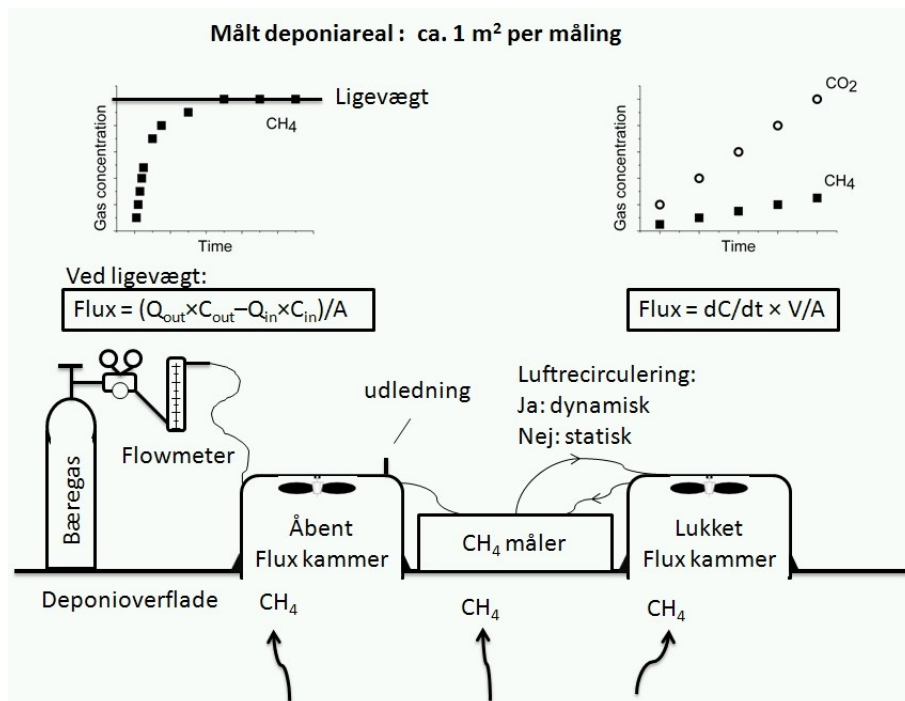 Målt deponiareal : ca. 1 m² per måling
Gas concentration
CH₄
Ligevægt
Time
Gas concentration
CO₂
CH₄
Time
Ved ligevægt:
Flux = (Qout×Cout−Qin×Cin)/A
Flux = dC/dt × V/A
Bæregas
Flowmeter
udledning
Luftrecirculering:
Ja: dynamisk
Nej: statisk
Åbent
Flux kammer
CH₄ måler
Lukket
Flux kammer
Deponioverflade
CH₄
CH₄
CH₄